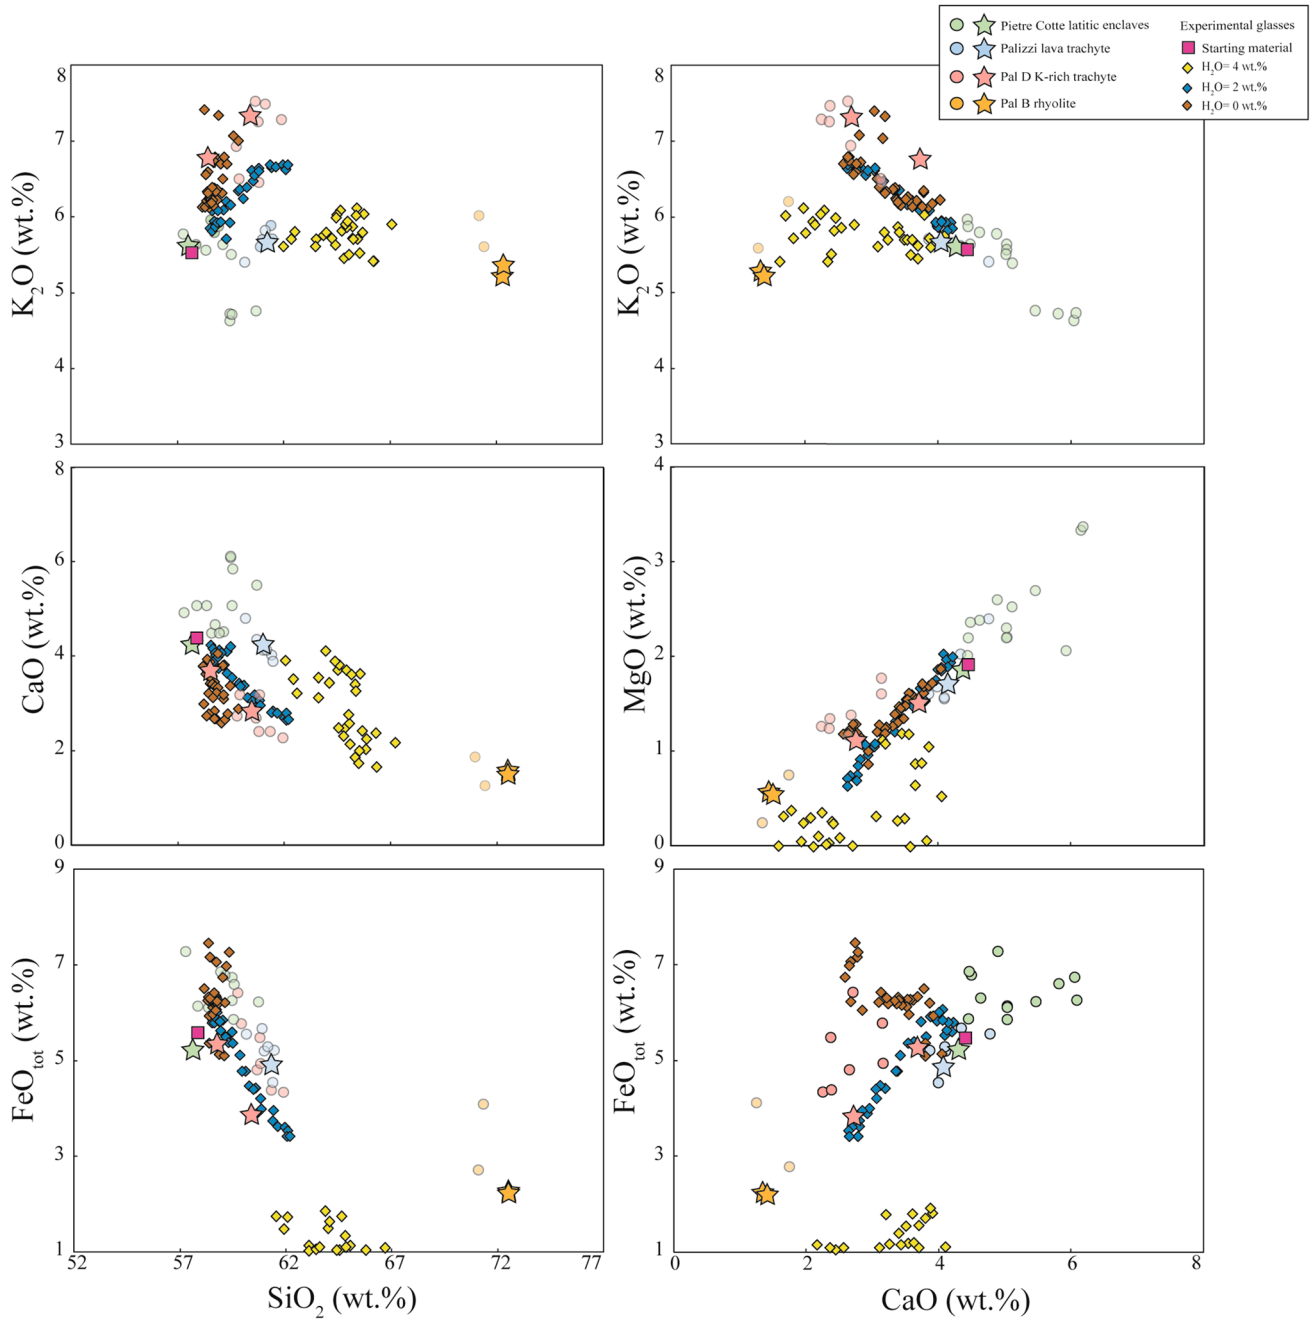 Pietre Cotte latitic enclaves
Palizzi lava trachyte
Pal D K-rich trachyte
Pal B rhyolite
Experimental glasses
Starting material
H₂O= 4 wt.%
H₂O= 2 wt.%
H₂O= 0 wt.%
K₂O (wt.%)
8
7
6
5
4
3
K₂O (wt.%)
8
7
6
5
4
3
CaO (wt.%)
8
6
4
2
0
MgO (wt.%)
4
3
2
1
0
FeO tot (wt.%)
9
7
5
3
1
52 57 62 67 72 77
SiO₂ (wt.%)
FeO tot (wt.%)
9
7
5
3
1
0 2 4 6 8
CaO (wt.%)